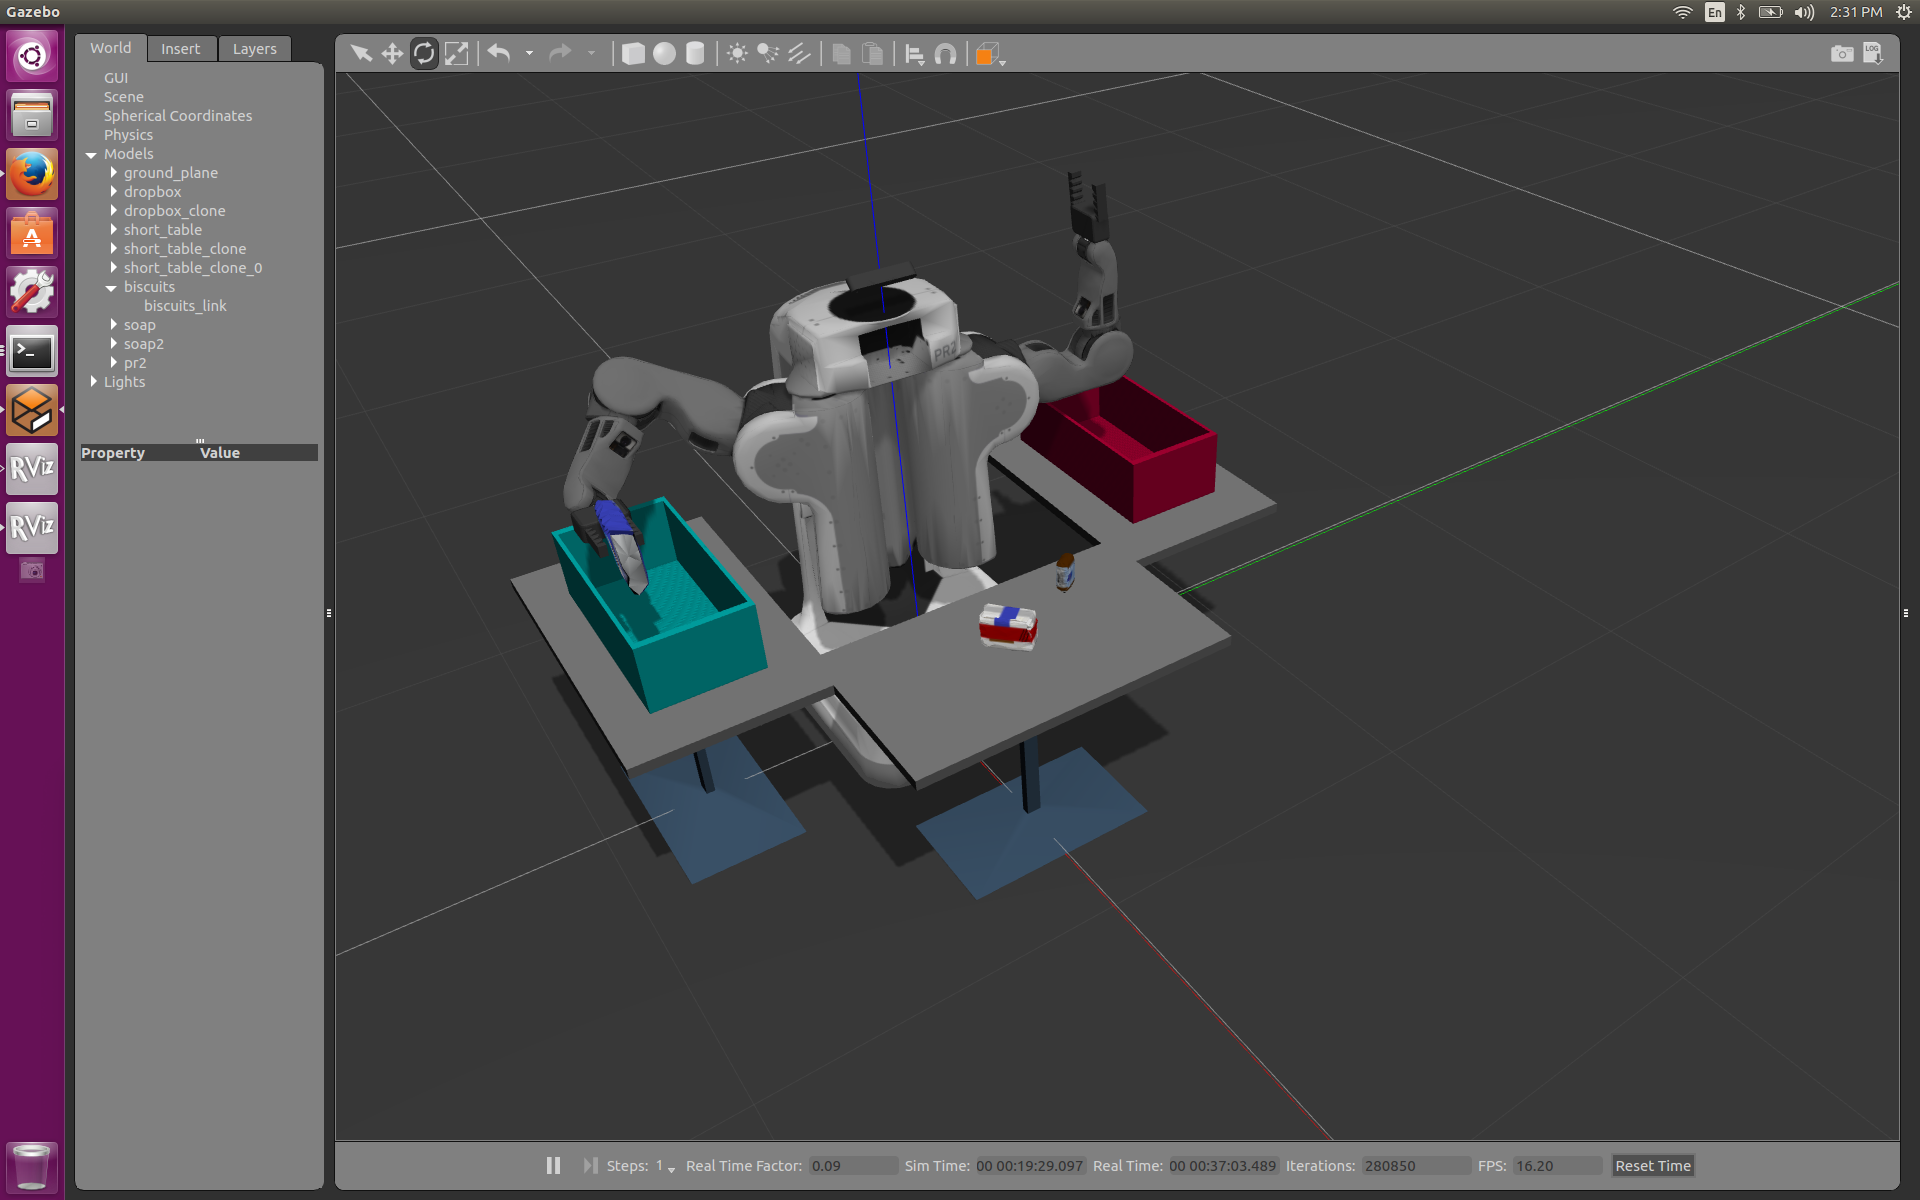 Gazebo
En
2:31 PM
World
Insert
Layers
LOG
GUI
Scene
Spherical Coordinates
Physics
Models
ground_plane
dropbox
dropbox_clone
short_table
short_table_clone
short_table_clone_0
biscuits
biscuits_link
soap
soap2
pr2
Lights
Property Value
RViz
RViz
PR2
Steps: 1
Real Time Factor: 0.09
Sim Time: 00 00:19:29.097
Real Time: 00 00:37:03.489
Iterations: 280850
FPS: 16.20
Reset Time